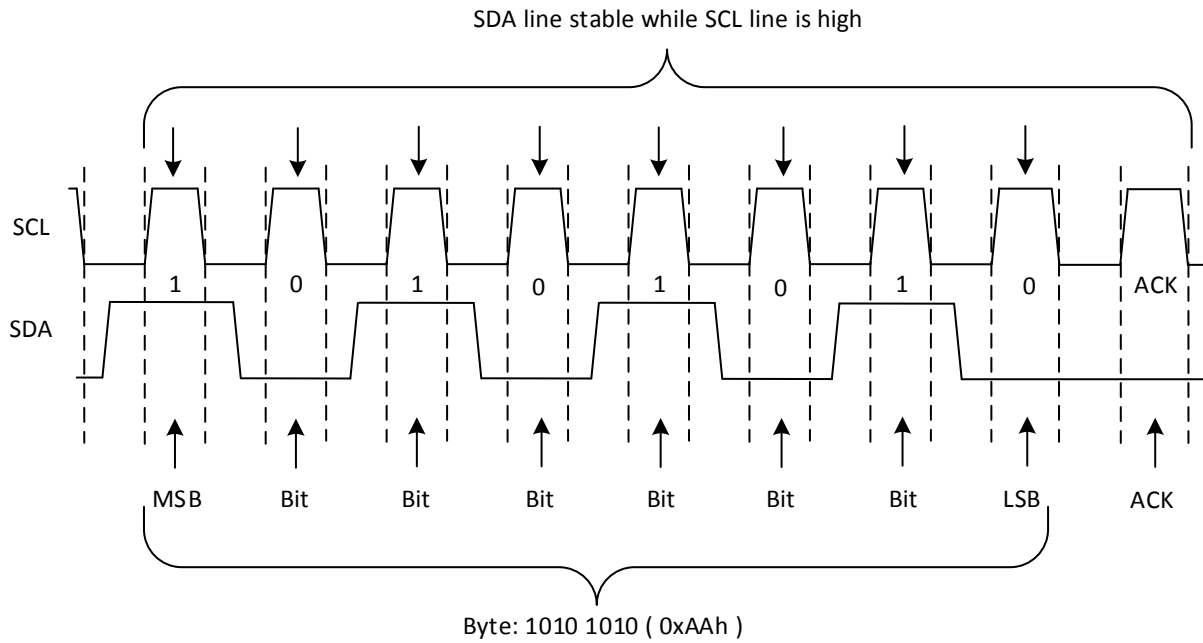 SDA line stable while SCL line is high
SCL
1 0 1 0 1 0 1 0 ACK
SDA
MSB Bit Bit Bit Bit Bit Bit LSB ACK
Byte: 1010 1010 ( 0xAAh )